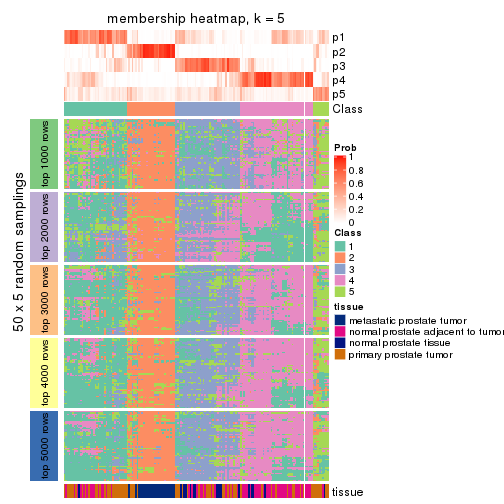 membership heatmap, k = 5
p1
p2
p3
p4
p5
Class
50 x 5 random samplings
top 1000 rows
top 2000 rows
top 3000 rows
top 4000 rows
top 5000 rows
Prob
1
0.8
0.6
0.4
0.2
0
Class
1
2
3
4
5
tissue
metastatic prostate tumor
normal prostate adjacent to tumor
normal prostate tissue
primary prostate tumor
tissue